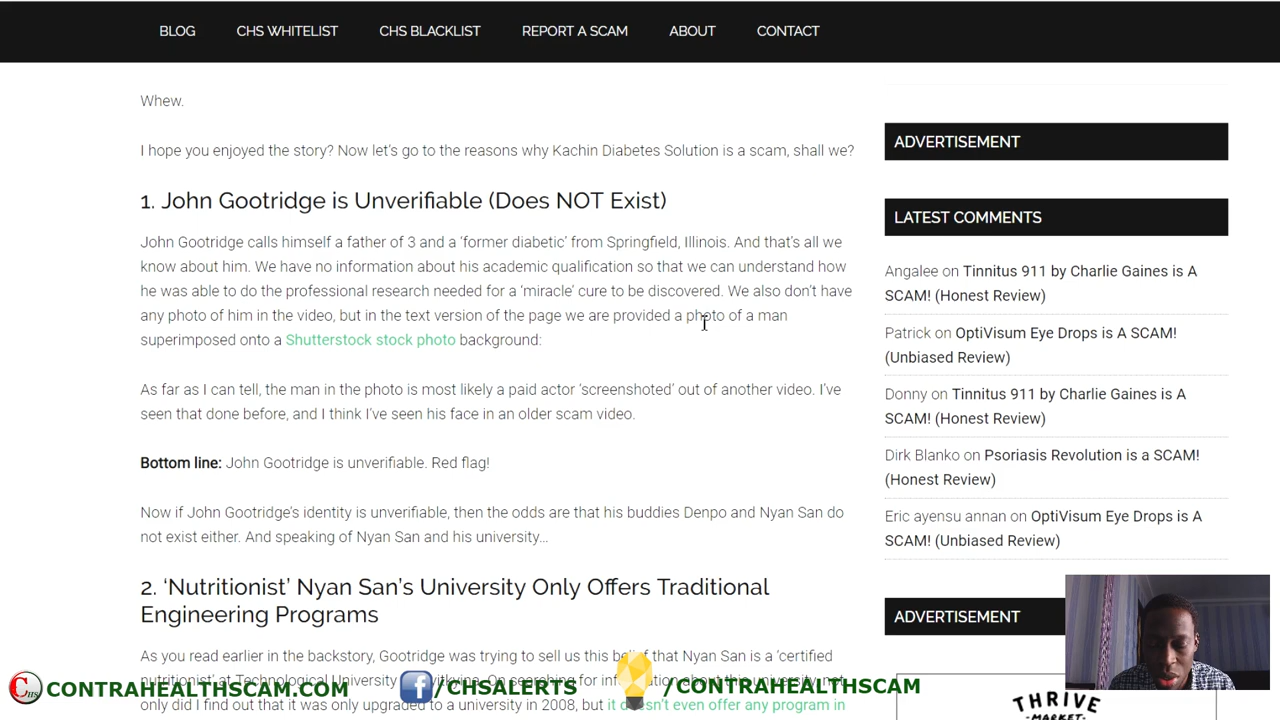 BLOG CHS WHITELIST CHS BLACKLIST REPORT A SCAM ABOUT CONTACT
Whew.
I hope you enjoyed the story? Now let's go to the reasons why Kachin Diabetes Solution is a scam, shall we?
1. John Gootridge is Unverifiable (Does NOT Exist)
John Gootridge calls himself a father of 3 and a 'former diabetic' from Springfield, Illinois. And that's all we
know about him. We have no information about his academic qualification so that we can understand how
he was able to do the professional research needed for a 'miracle' cure to be discovered. We also don't have
any photo of him in the video, but in the text version of the page we are provided a photo of a man
superimposed onto a Shutterstock stock photo background:
As far as I can tell, the man in the photo is most likely a paid actor 'screenshoted' out of another video. I've
seen that done before, and I think I've seen his face in an older scam video.
Bottom line: John Gootridge is unverifiable. Red flag!
Now if John Gootridge's identity is unverifiable, then the odds are that his buddies Denpo and Nyan San do
not exist either. And speaking of Nyan San and his university...
2. 'Nutritionist' Nyan San's University Only Offers Traditional
Engineering Programs
As you read earlier in the backstory, Gootridge was trying to sell us this belief that Nyan San is a 'certified
nutritionist' at Technological University
only did I find out that it was only upgraded to a university in 2008, but it doesn't even offer any program in
ADVERTISEMENT
LATEST COMMENTS
Angalee on Tinnitus 911 by Charlie Gaines is A
SCAM! (Honest Review)
Patrick on OptiVisum Eye Drops is A SCAM!
(Unbiased Review)
Donny on Tinnitus 911 by Charlie Gaines is A
SCAM! (Honest Review)
Dirk Blanko on Psoriasis Revolution is a SCAM!
(Honest Review)
Eric ayensu annan on OptiVisum Eye Drops is A
SCAM! (Unbiased Review)
ADVERTISEMENT
THRIVE
MARKET
CHS CONTRAHEALTHSCAM.COM /CHSALERTS /CONTRAHEALTHSCAM